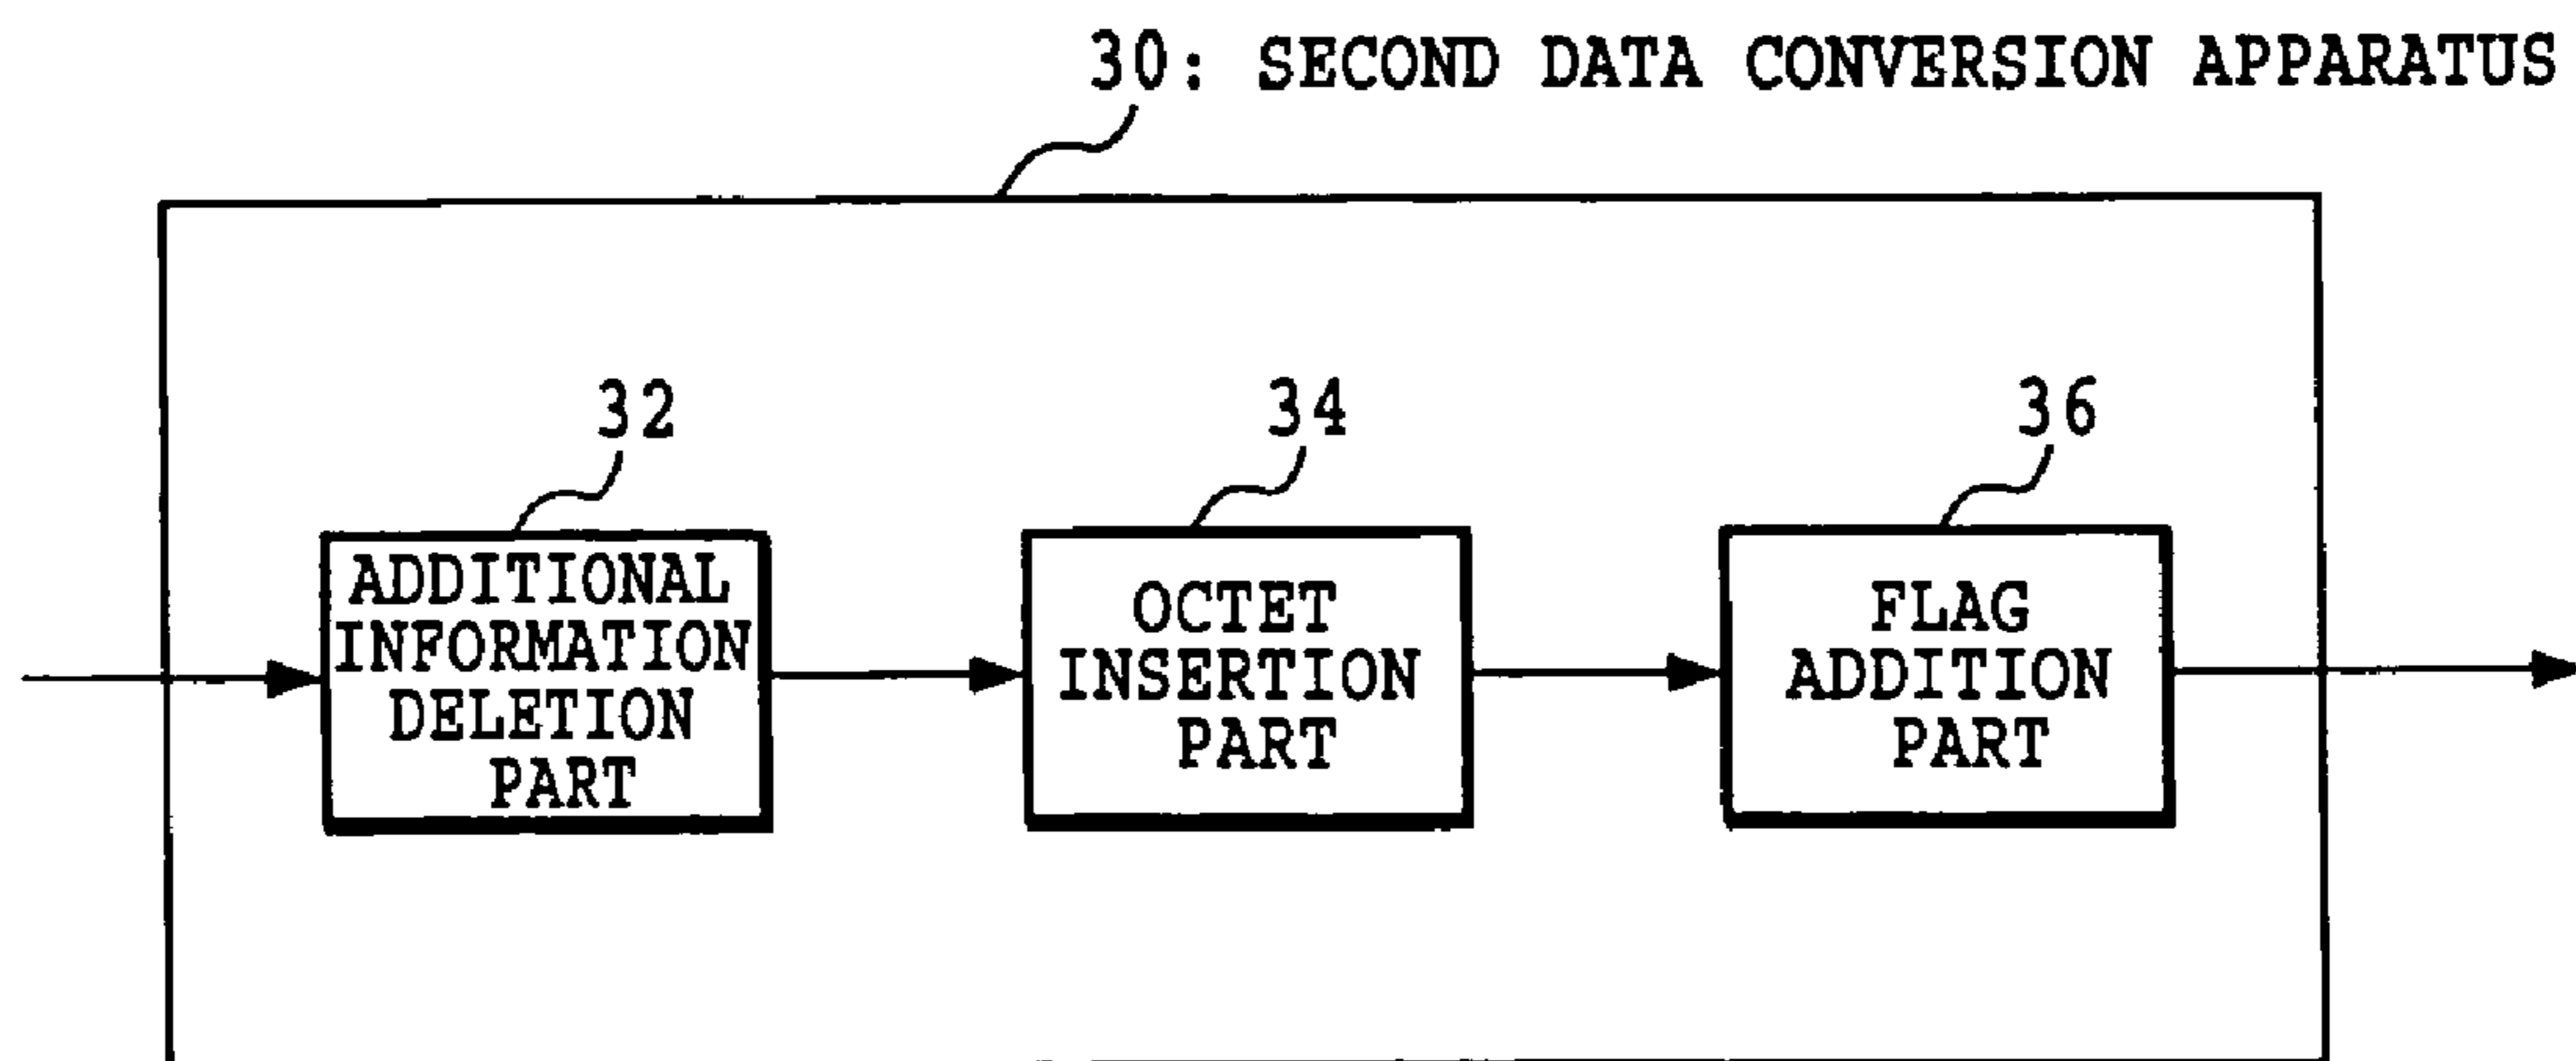 30: SECOND DATA CONVERSION APPARATUS
32
34
36
ADDITIONAL
INFORMATION
DELETION
PART
OCTET
INSERTION
PART
FLAG
ADDITION
PART